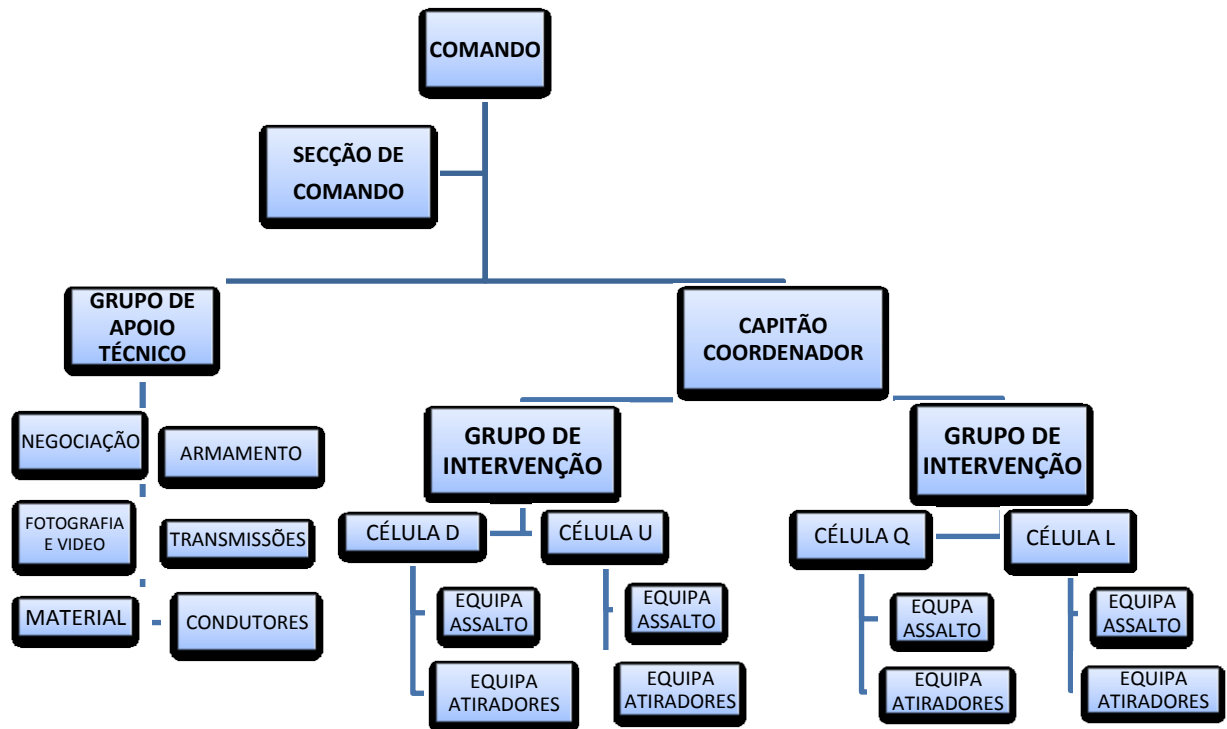 COMANDO
SECÇÃO DE
COMANDO
GRUPO DE
APOIO
TÉCNICO
CAPITÃO
COORDENADOR
NEGOCIAÇÃO
ARMAMENTO
FOTOGRAFIA
E VIDEO
TRANSMISSÕES
MATERIAL
CONDUTORES
GRUPO DE
INTERVENÇÃO
CÉLULA D
CÉLULA U
EQUIPA
ASSALTO
EQUIPA
ATIRADORES
EQUIPA
ASSALTO
EQUIPA
ATIRADORES
GRUPO DE
INTERVENÇÃO
CÉLULA Q
CÉLULA L
EQUPA
ASSALTO
EQUIPA
ATIRADORES
EQUIPA
ASSALTO
EQUIPA
ATIRADORES